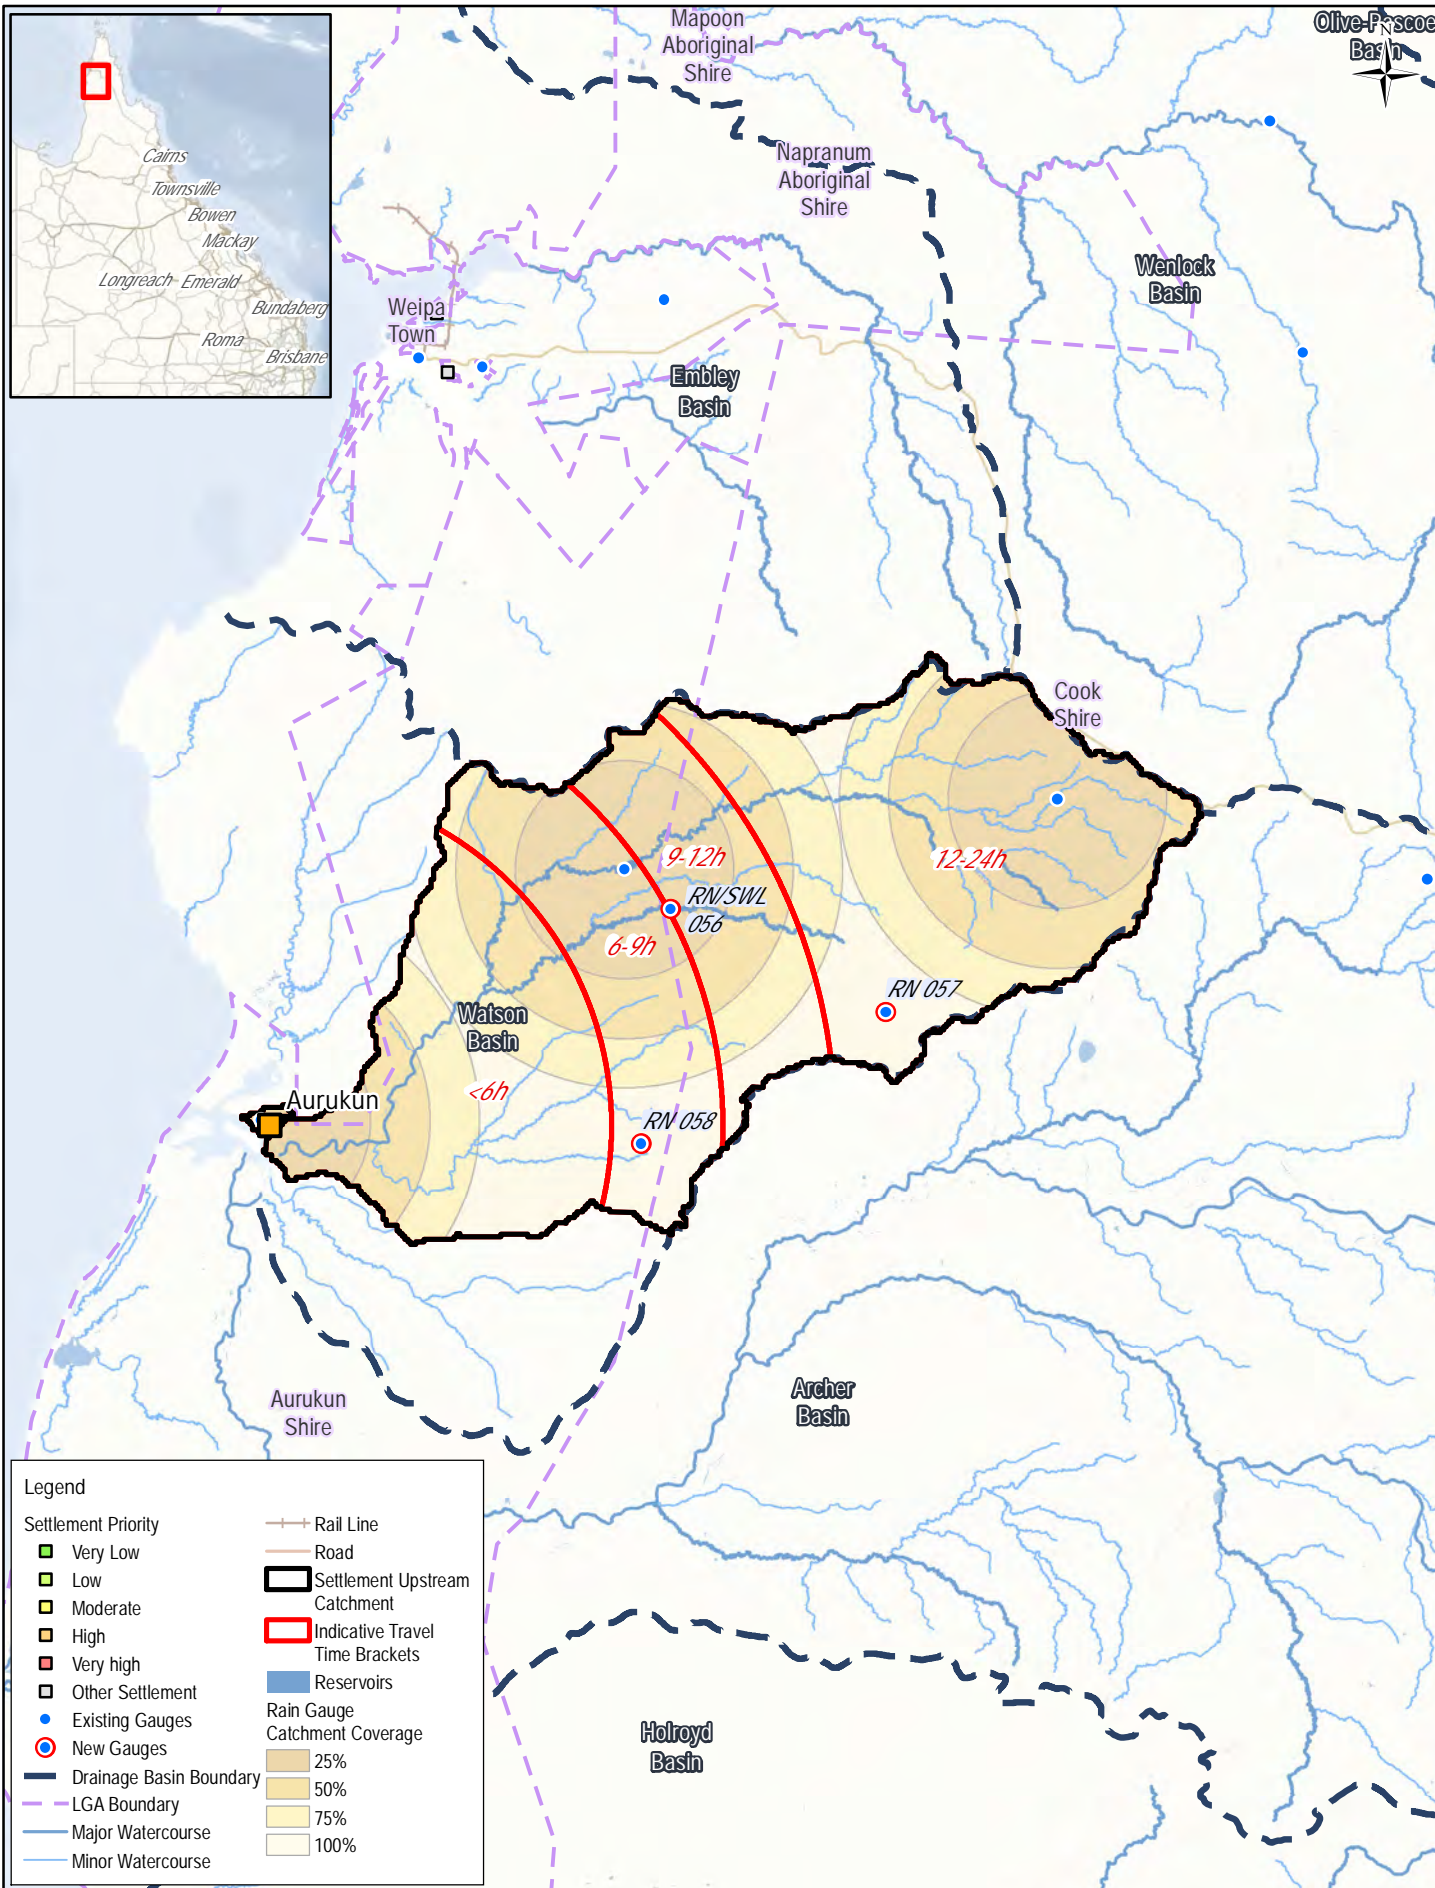 Mapoon
Aboriginal
Shire
Olive-Pascoe
Basin
N
Cairns
Townsville
Bowen
Mackay
Longreach
Emerald
Bundaberg
Roma
Brisbane
Napranum
Aboriginal
Shire
Wenlock
Basin
Weipa
Town
Embley
Basin
Cook
Shire
9-12h
12-24h
RN/SWL
056
6-9h
RN 057
Watson
Basin
<6h
Aurukun
RN 058
Archer
Basin
Aurukun
Shire
Holroyd
Basin
Legend
Settlement Priority
Very Low
Low
Moderate
High
Very high
Other Settlement
Existing Gauges
New Gauges
Drainage Basin Boundary
LGA Boundary
Major Watercourse
Minor Watercourse
Rail Line
Road
Settlement Upstream
Catchment
Indicative Travel
Time Brackets
Reservoirs
Rain Gauge
Catchment Coverage
25%
50%
75%
100%